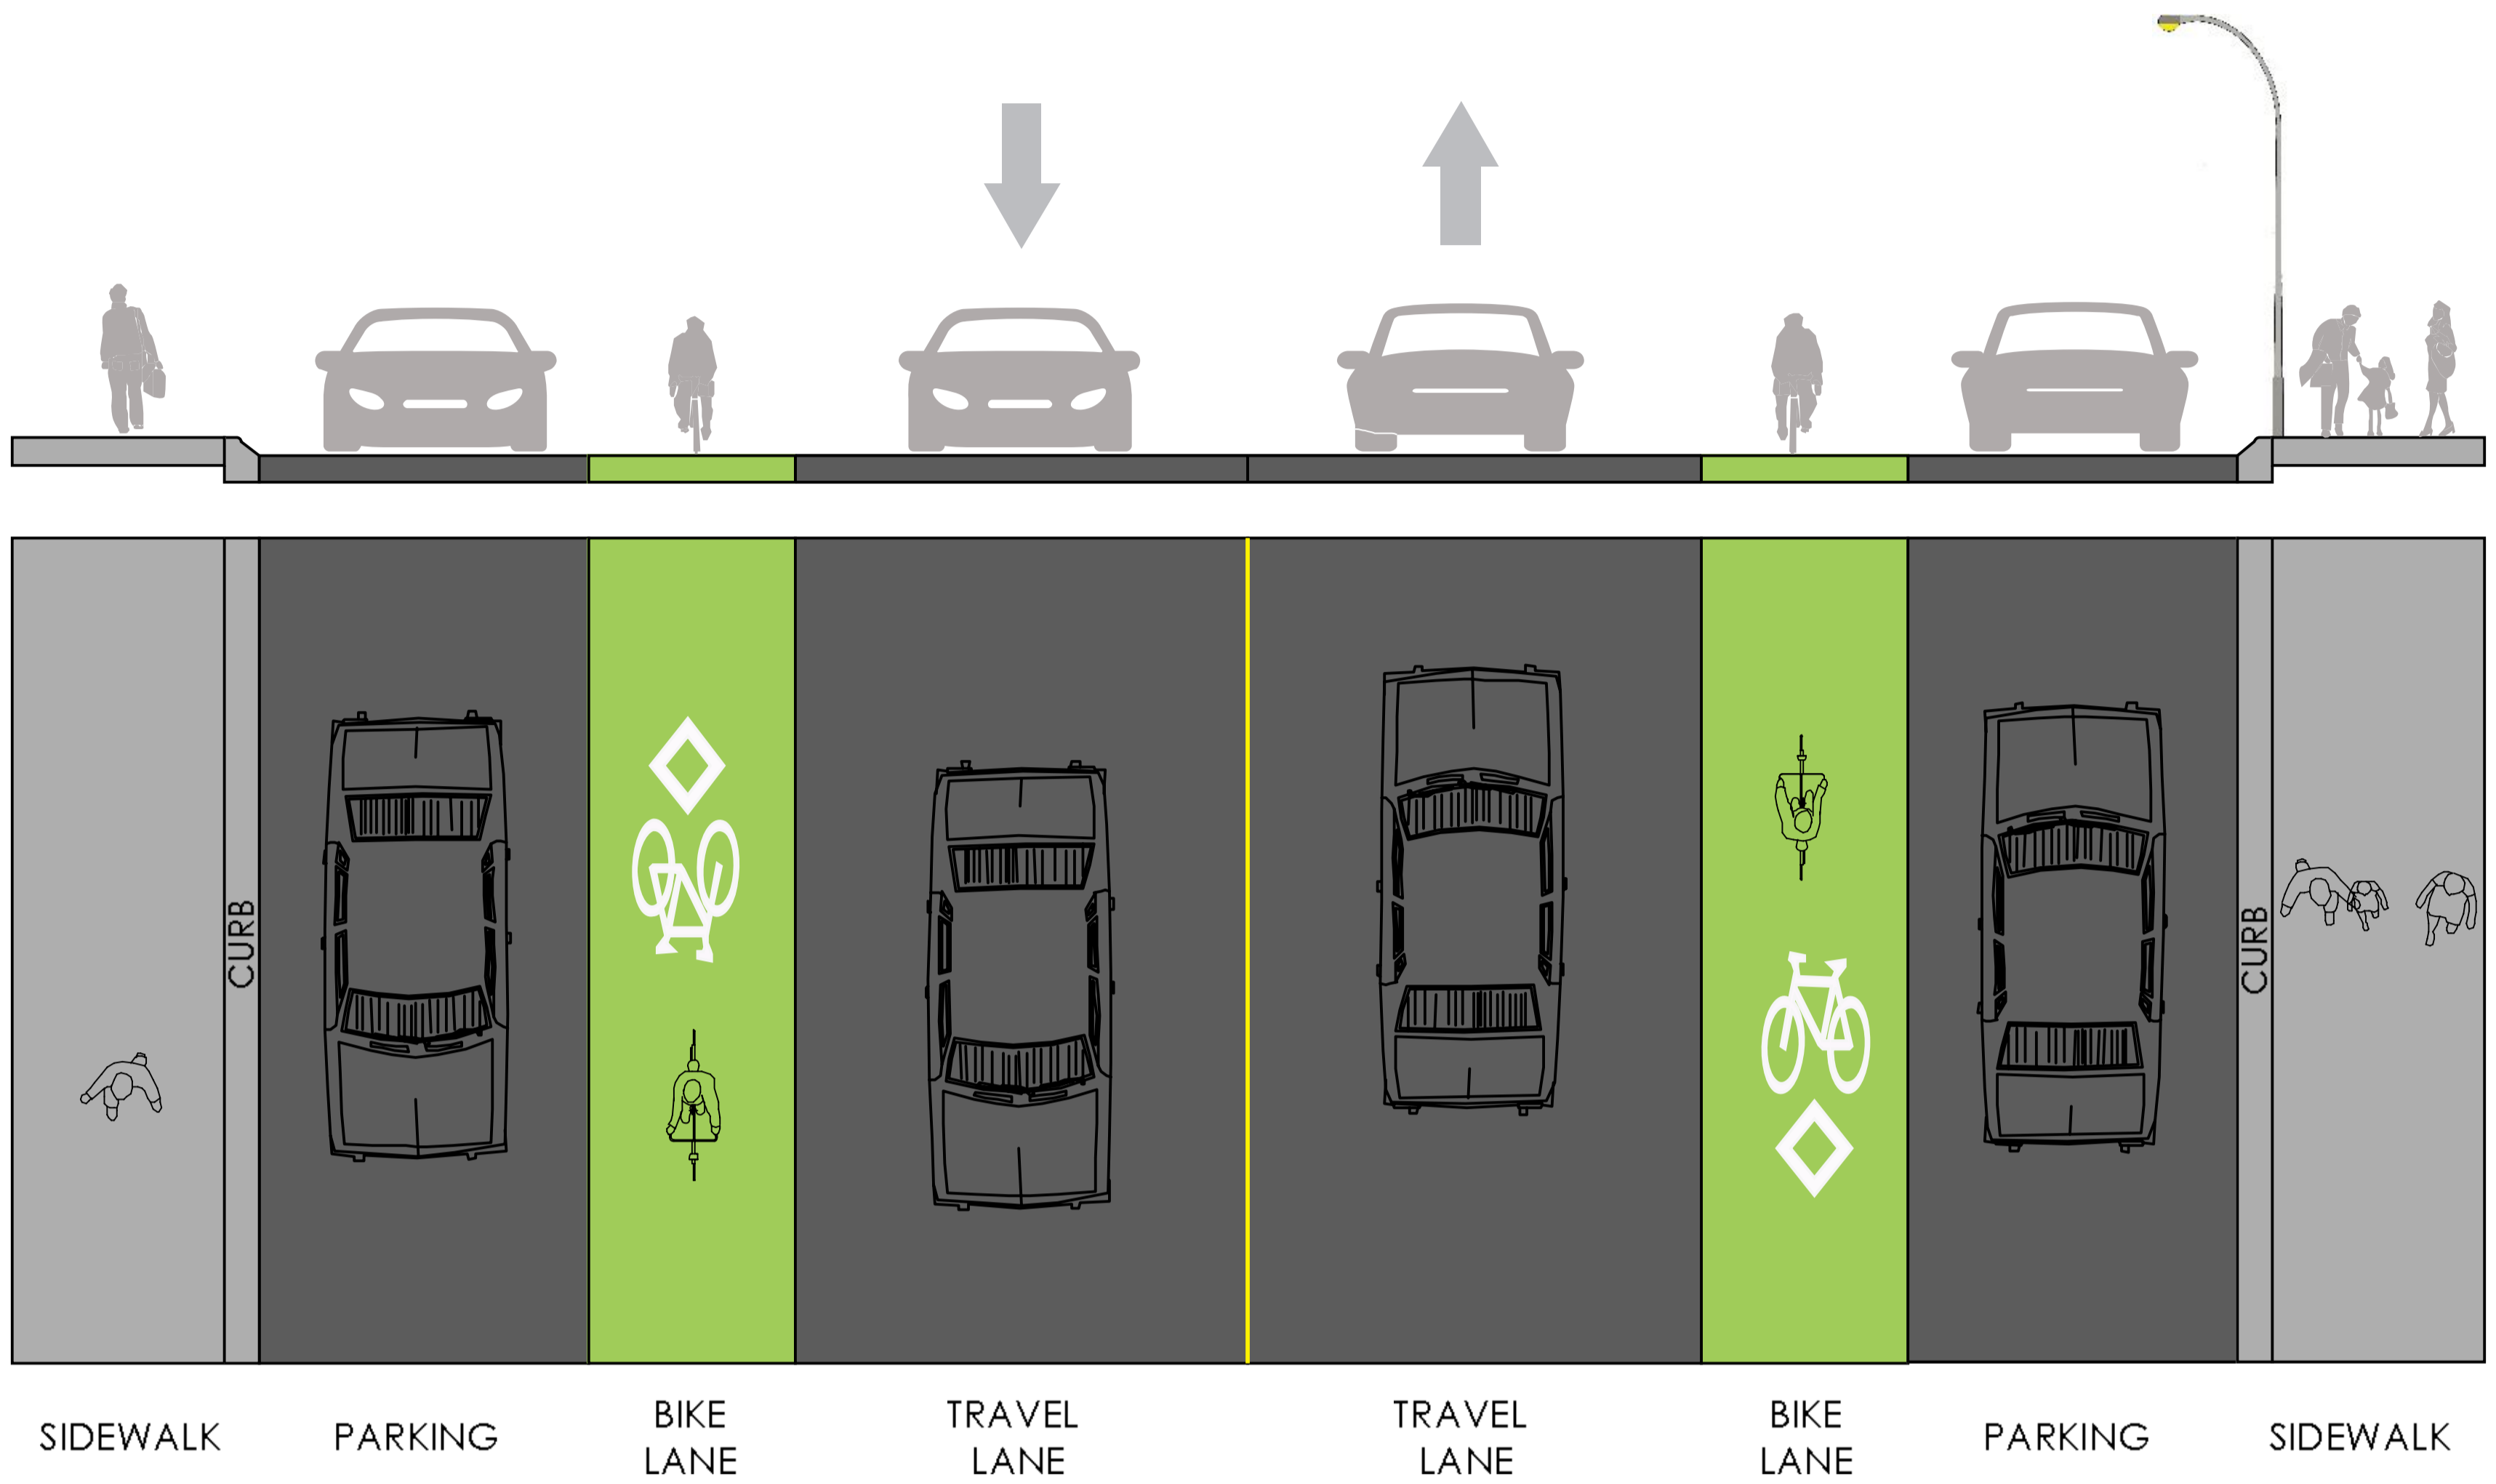 CURB
CURB
SIDEWALK
PARKING
BIKE
LANE
TRAVEL
LANE
TRAVEL
LANE
BIKE
LANE
PARKING
SIDEWALK